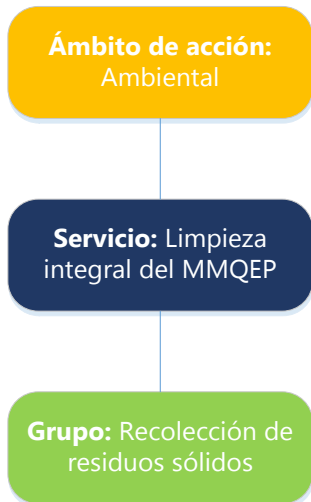 Ámbito de acción:
Ambiental
Servicio: Limpieza
integral del MMQEP
Grupo: Recolección de
residuos sólidos